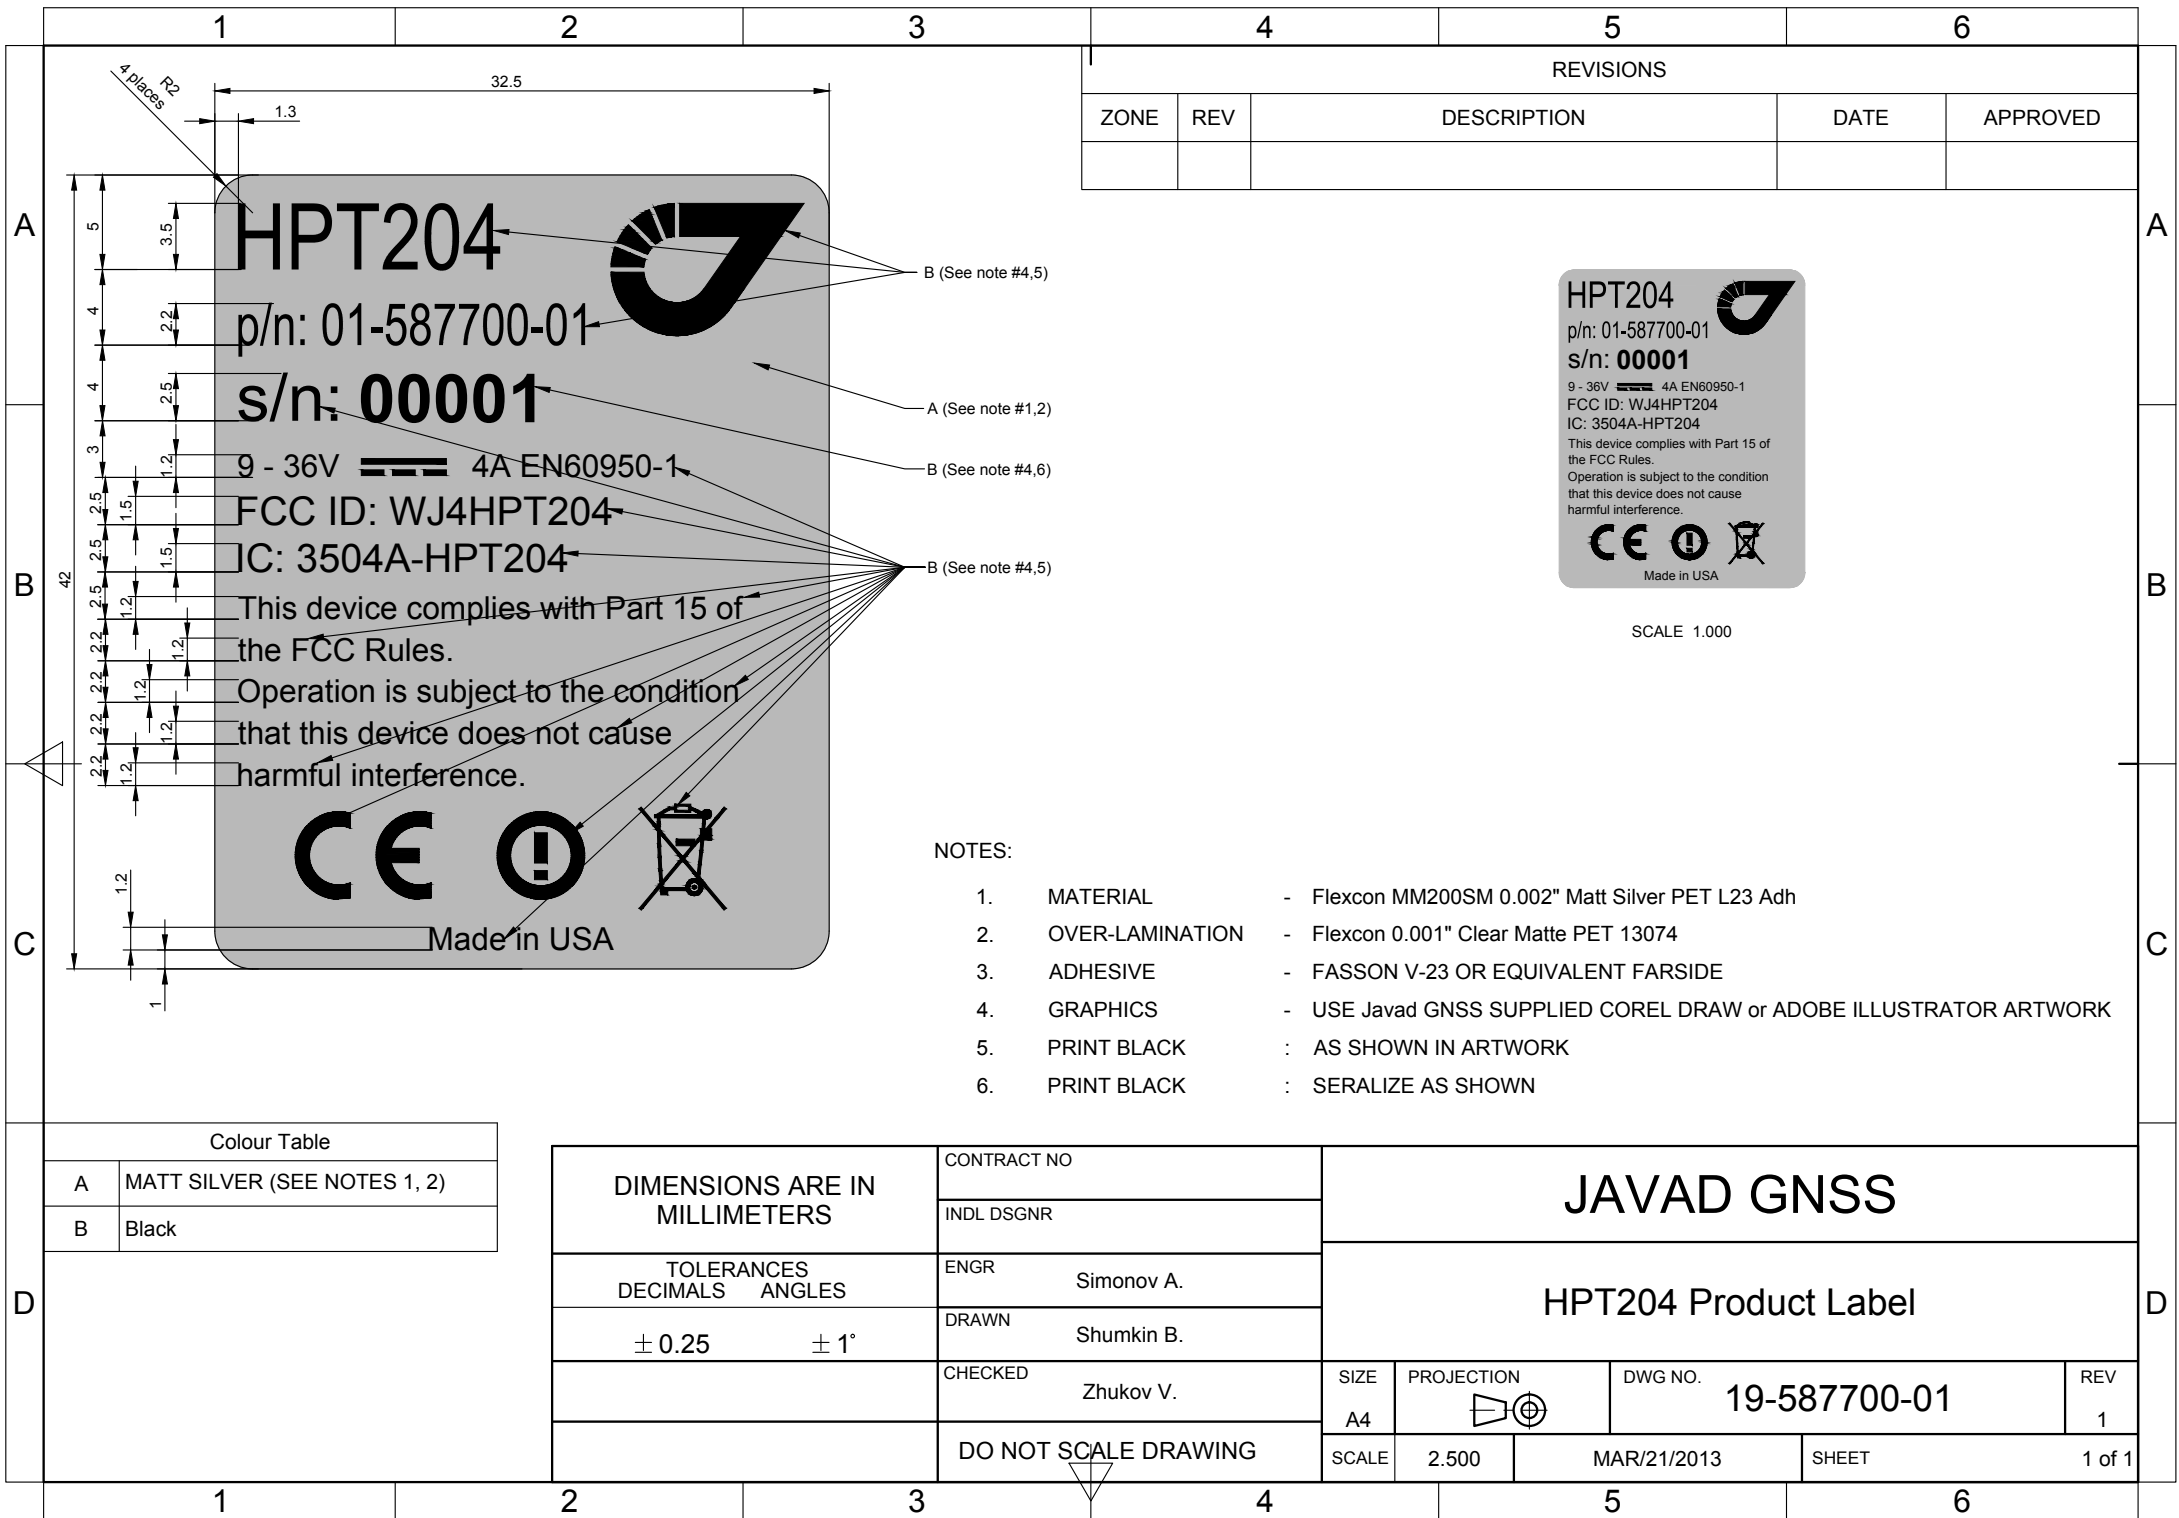 1 2 3 4 5 6
A
B
C
D
A
B
C
D
R2
4 places
32.5
1.3
42
5
3.5
4
2.2
4
2.5
3
1.2
2.5
1.5
2.5
1.5
2.5
1.2
2.2
1.2
2.2
1.2
2.2
1.2
2.2
1.2
1.2
1
HPT204
p/n: 01-587700-01
s/n: 00001
9 - 36V 4A EN60950-1
FCC ID: WJ4HPT204
IC: 3504A-HPT204
This device complies with Part 15 of
the FCC Rules.
Operation is subject to the condition
that this device does not cause
harmful interference.
CE
Made in USA
B (See note #4,5)
A (See note #1,2)
B (See note #4,6)
B (See note #4,5)
REVISIONS
ZONE REV DESCRIPTION DATE APPROVED
HPT204
p/n: 01-587700-01
s/n: 00001
9 - 36V 4A EN60950-1
FCC ID: WJ4HPT204
IC: 3504A-HPT204
This device complies with Part 15 of
the FCC Rules.
Operation is subject to the condition
that this device does not cause
harmful interference.
CE
Made in USA
SCALE 1.000
NOTES:
1. MATERIAL - Flexcon MM200SM 0.002" Matt Silver PET L23 Adh
2. OVER-LAMINATION - Flexcon 0.001" Clear Matte PET 13074
3. ADHESIVE - FASSON V-23 OR EQUIVALENT FARSIDE
4. GRAPHICS - USE Javad GNSS SUPPLIED COREL DRAW or ADOBE ILLUSTRATOR ARTWORK
5. PRINT BLACK : AS SHOWN IN ARTWORK
6. PRINT BLACK : SERALIZE AS SHOWN
Colour Table
A MATT SILVER (SEE NOTES 1, 2)
B Black
DIMENSIONS ARE IN
MILLIMETERS
TOLERANCES
DECIMALS ANGLES
± 0.25 ± 1°
CONTRACT NO
INDL DSGNR
ENGR Simonov A.
DRAWN Shumkin B.
CHECKED Zhukov V.
DO NOT SCALE DRAWING
JAVAD GNSS
HPT204 Product Label
SIZE A4
PROJECTION
DWG NO. 19-587700-01
REV 1
SCALE 2.500 MAR/21/2013 SHEET 1 of 1
1 2 3 4 5 6